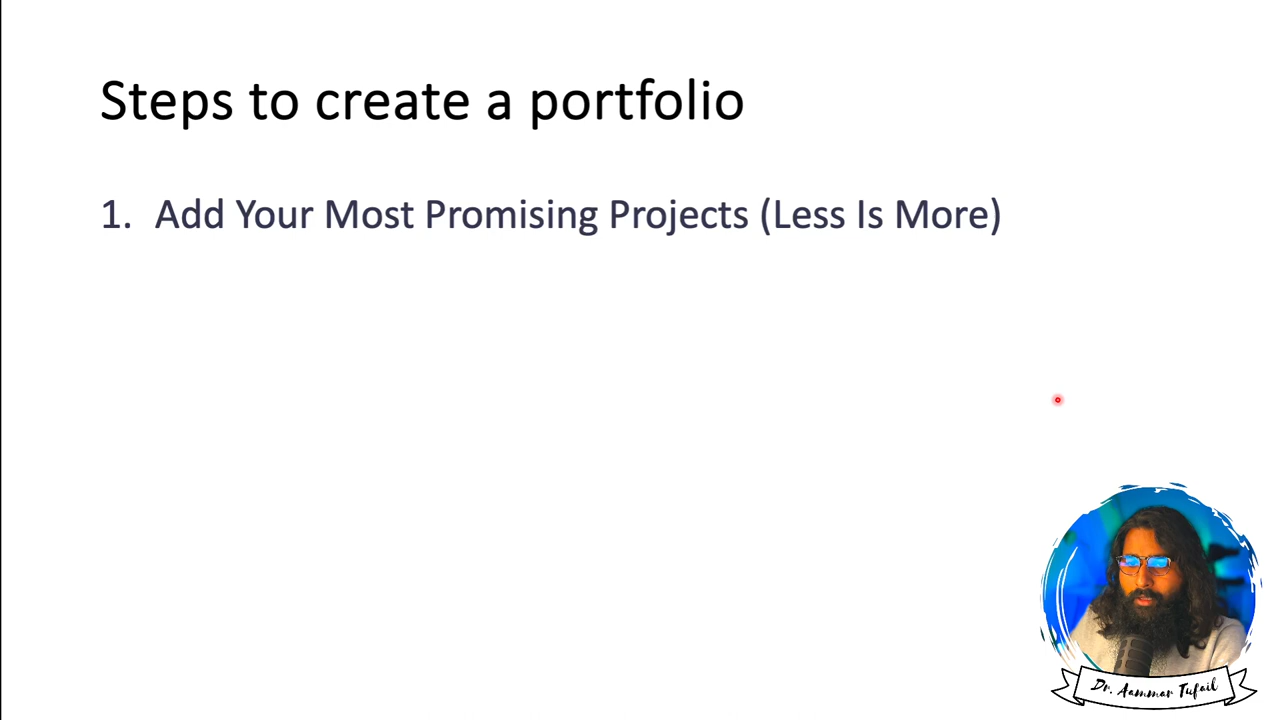 Steps to create a portfolio
1. Add Your Most Promising Projects (Less Is More)
Dr. Aammar Tufail